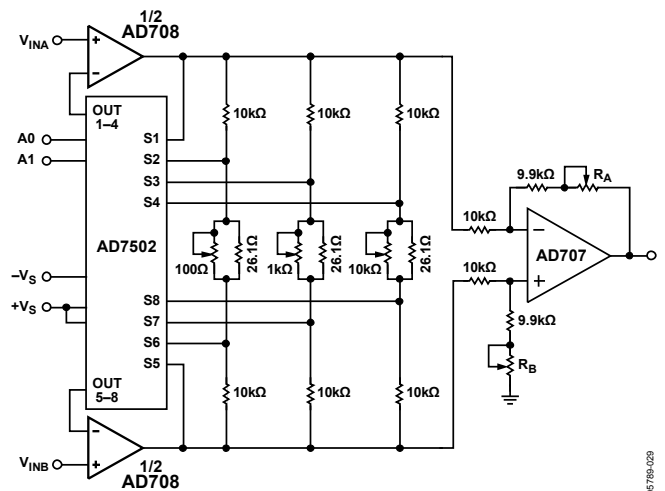 1/2
AD708
VINA
+
−
OUT
1–4
A0
A1
S1
S2
S3
S4
AD7502
−VS
+VS
S8
S7
S6
S5
OUT
5–8
−
+
VINB
1/2
AD708
10kΩ
10kΩ
10kΩ
100Ω
26.1Ω
1kΩ
26.1Ω
10kΩ
26.1Ω
10kΩ
10kΩ
10kΩ
9.9kΩ
RA
10kΩ
−
AD707
10kΩ
+
9.9kΩ
RB
05789-029